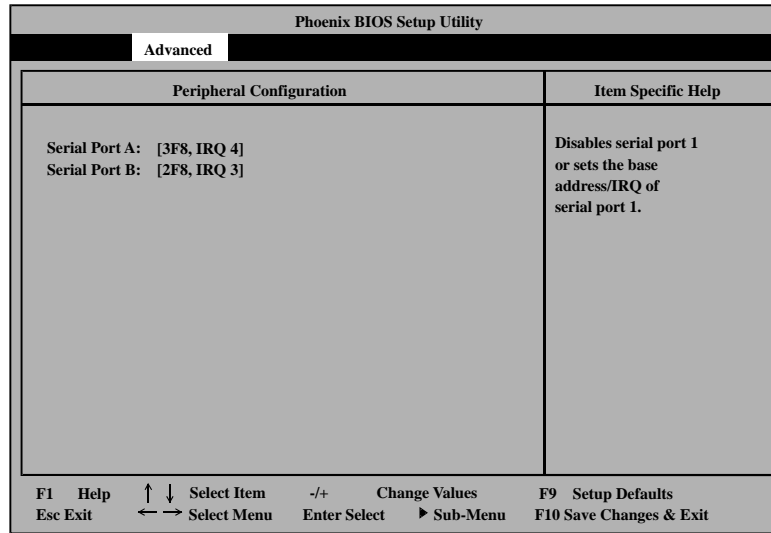 Phoenix BIOS Setup Utility
Advanced
Peripheral Configuration
Item Specific Help
Serial Port A: [3F8, IRQ 4]
Serial Port B: [2F8, IRQ 3]
Disables serial port 1
or sets the base
address/IRQ of
serial port 1.
F1 Help ↑ ↓ Select Item -/+ Change Values F9 Setup Defaults
Esc Exit ← → Select Menu Enter Select ▶ Sub-Menu F10 Save Changes & Exit